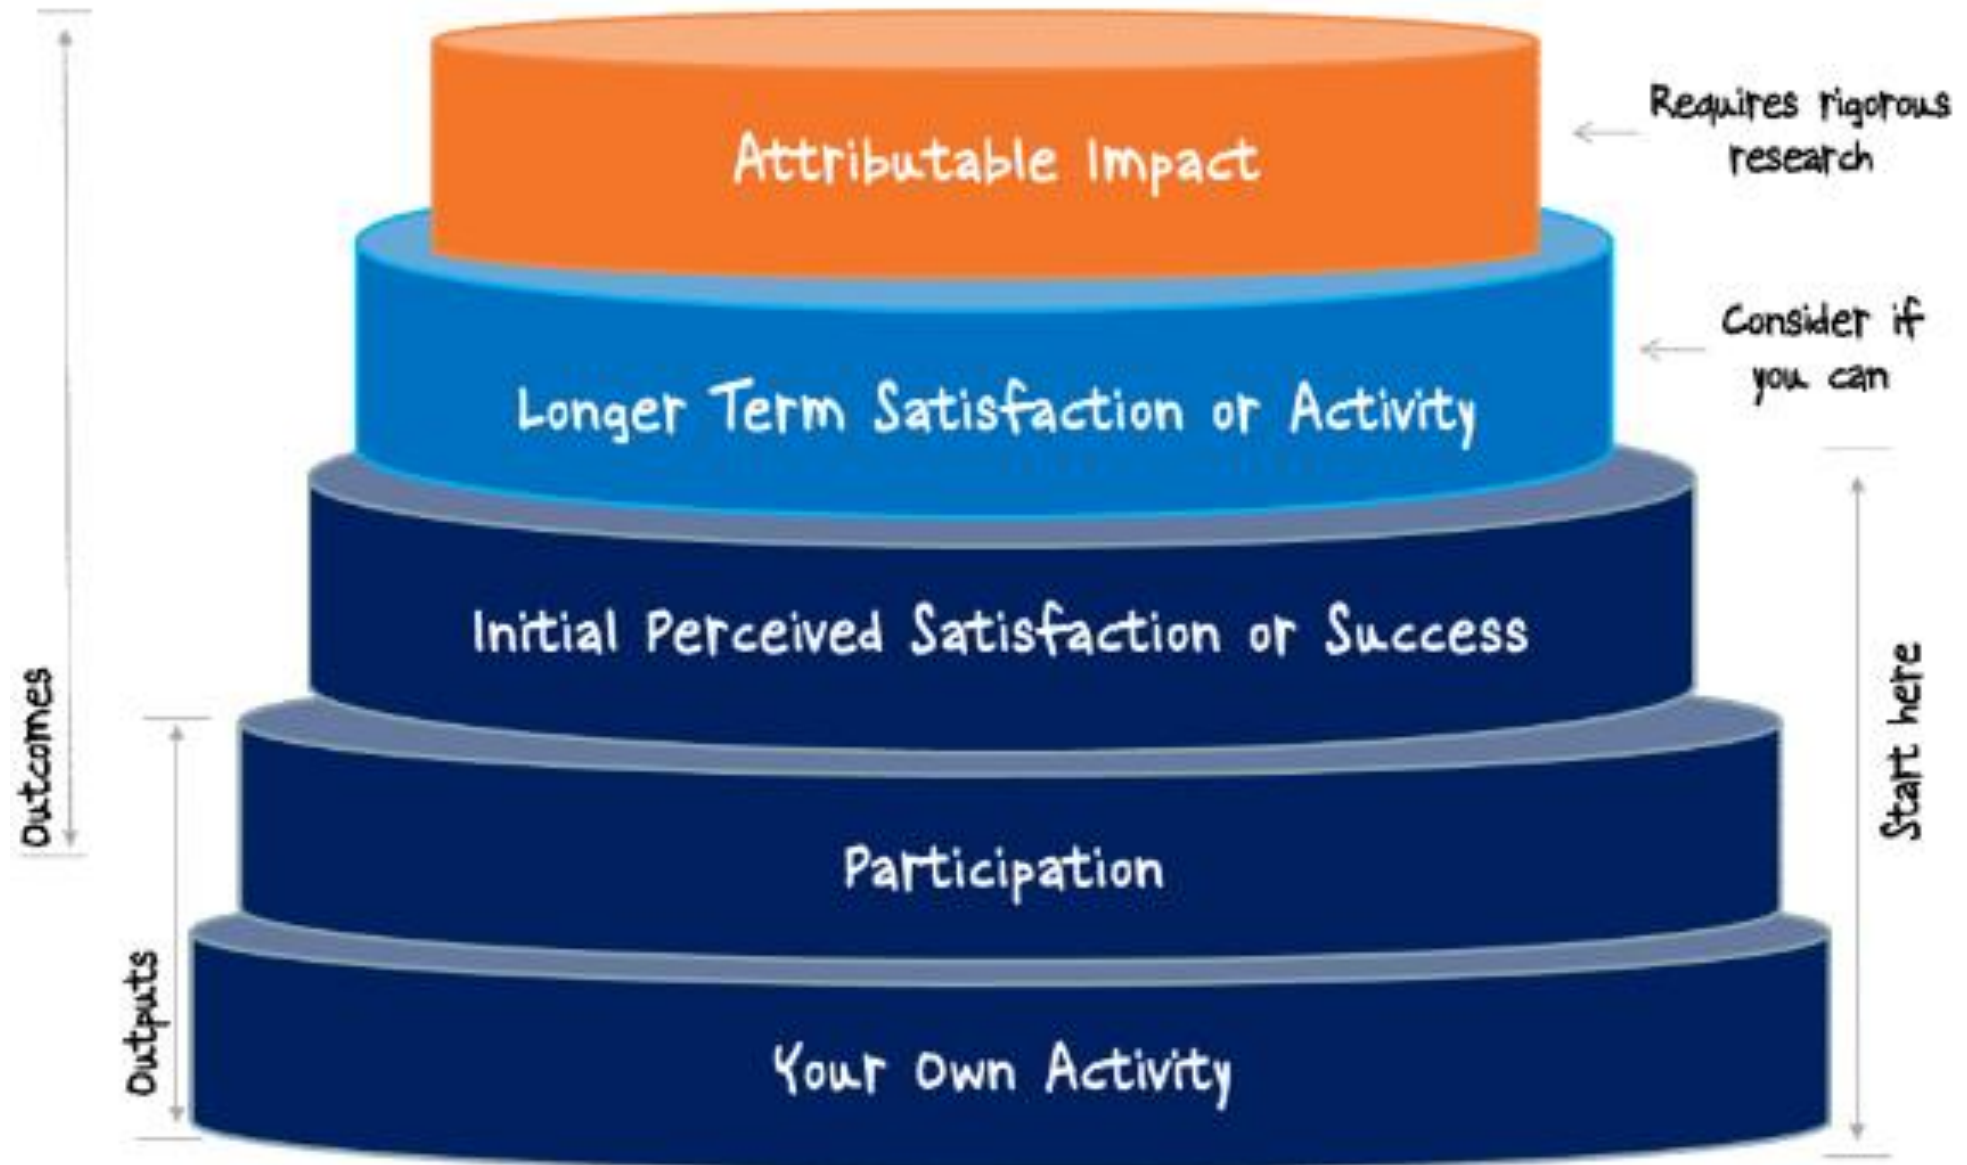 Attributable Impact
Requires rigorous
research
Longer Term Satisfaction or Activity
Consider if
you can
Initial Perceived Satisfaction or Success
Participation
Your Own Activity
Outcomes
Outputs
Start here